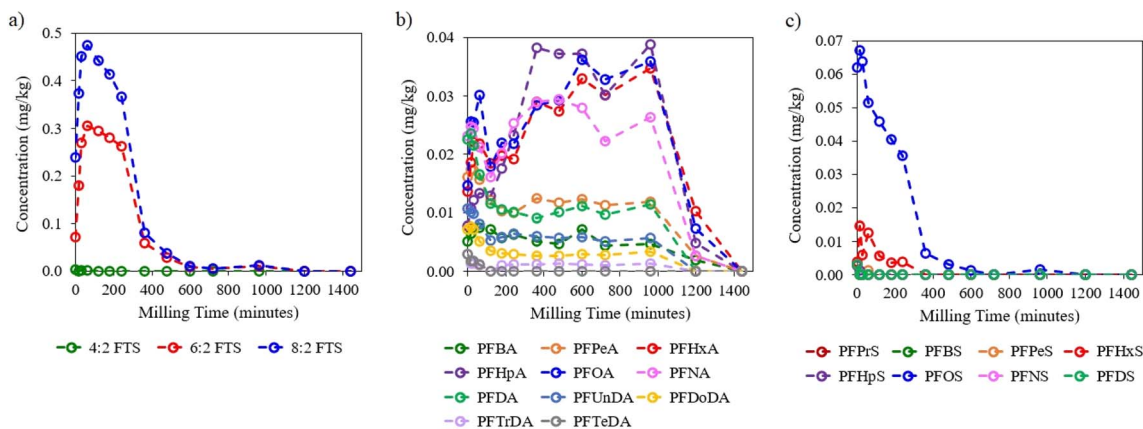 a)
0.5
0.4
0.3
0.2
0.1
0.0
Concentration (mg/kg)
0 200 400 600 800 1000 1200 1400
Milling Time (minutes)
4:2 FTS 6:2 FTS 8:2 FTS
b)
0.04
0.03
0.02
0.01
0.00
Concentration (mg/kg)
0 200 400 600 800 1000 1200 1400
Milling Time (minutes)
PFBA PFPeA PFHxA
PFHpA PFOA PFNA
PFDA PFUnDA PFDoDA
PFTrDA PFTeDA
c)
0.07
0.06
0.05
0.04
0.03
0.02
0.01
0.00
Concentration (mg/kg)
0 200 400 600 800 1000 1200 1400
Milling Time (minutes)
PFPrS PFBS PFPeS PFHxS
PFHpS PFOS PFNS PFDS